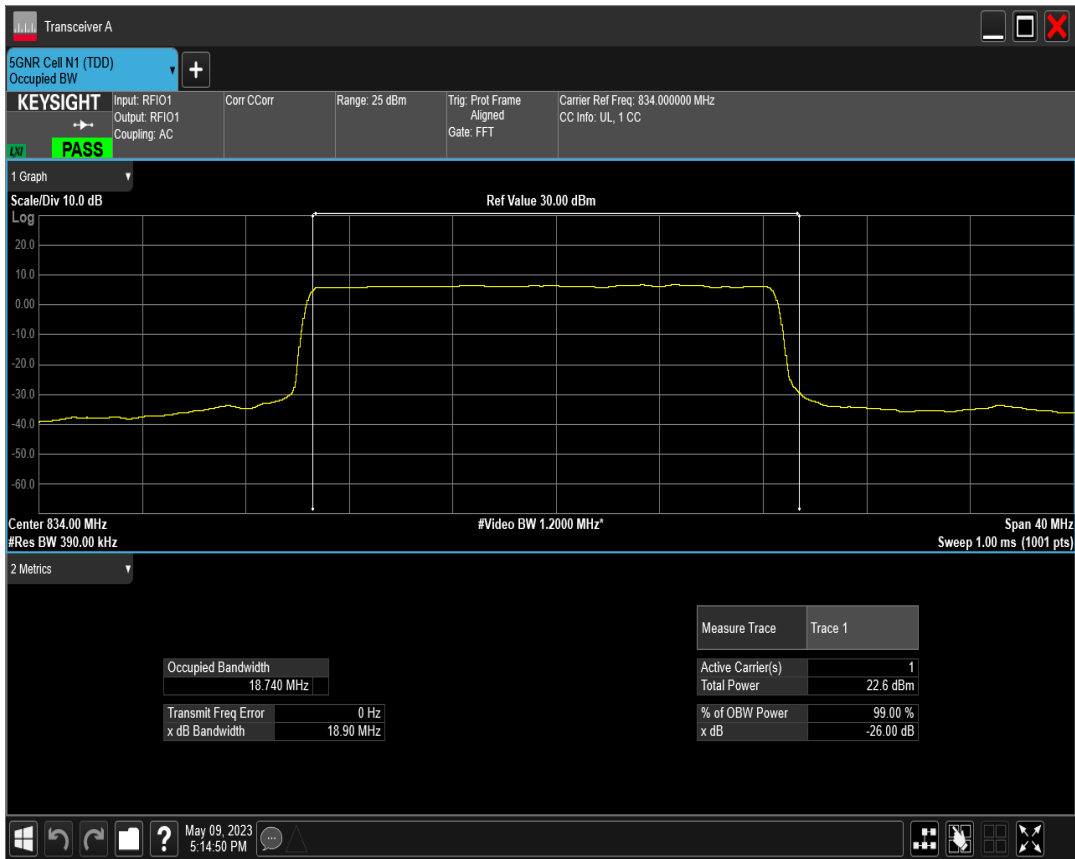 Transceiver A
5GNR Cell N1 (TDD)
Occupied BW
+
KEYSIGHT
LXI
PASS
Input: RFIO1
Output: RFIO1
Coupling: AC
Corr CCorr
Range: 25 dBm
Trig: Prot Frame
Aligned
Gate: FFT
Carrier Ref Freq: 834.000000 MHz
CC Info: UL, 1 CC
1 Graph
Scale/Div 10.0 dB
Ref Value 30.00 dBm
Log
20.0
10.0
0.00
-10.0
-20.0
-30.0
-40.0
-50.0
-60.0
Center 834.00 MHz
#Video BW 1.2000 MHz*
Span 40 MHz
#Res BW 390.00 kHz
Sweep 1.00 ms (1001 pts)
2 Metrics
Measure Trace Trace 1
Occupied Bandwidth
18.740 MHz
Active Carrier(s) 1
Total Power 22.6 dBm
Transmit Freq Error 0 Hz
x dB Bandwidth 18.90 MHz
% of OBW Power 99.00 %
x dB -26.00 dB
?
May 09, 2023
5:14:50 PM